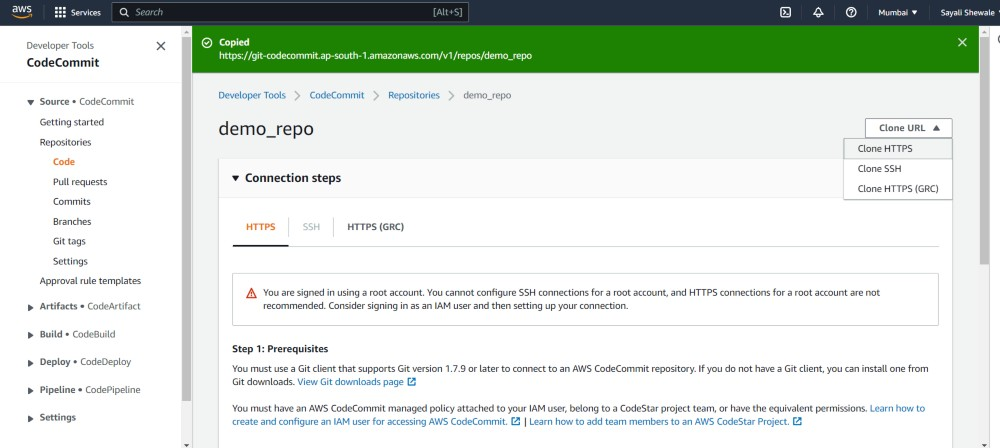 aws Services Search [Alt+S] Mumbai Sayali Shewale
Developer Tools
CodeCommit
Copied
https://git-codecommit.ap-south-1.amazonaws.com/v1/repos/demo_repo
Source • CodeCommit
Getting started
Repositories
Code
Pull requests
Commits
Branches
Git tags
Settings
Approval rule templates
Artifacts • CodeArtifact
Build • CodeBuild
Deploy • CodeDeploy
Pipeline • CodePipeline
Settings
Developer Tools CodeCommit Repositories demo_repo
demo_repo
Clone URL
Clone HTTPS
Clone SSH
Clone HTTPS (GRC)
Connection steps
HTTPS SSH HTTPS (GRC)
You are signed in using a root account. You cannot configure SSH connections for a root account, and HTTPS connections for a root account are not
recommended. Consider signing in as an IAM user and then setting up your connection.
Step 1: Prerequisites
You must use a Git client that supports Git version 1.7.9 or later to connect to an AWS CodeCommit repository. If you do not have a Git client, you can install one from
Git downloads. View Git downloads page
You must have an AWS CodeCommit managed policy attached to your IAM user, belong to a CodeStar project team, or have the equivalent permissions. Learn how to
create and configure an IAM user for accessing AWS CodeCommit. | Learn how to add team members to an AWS CodeStar Project.